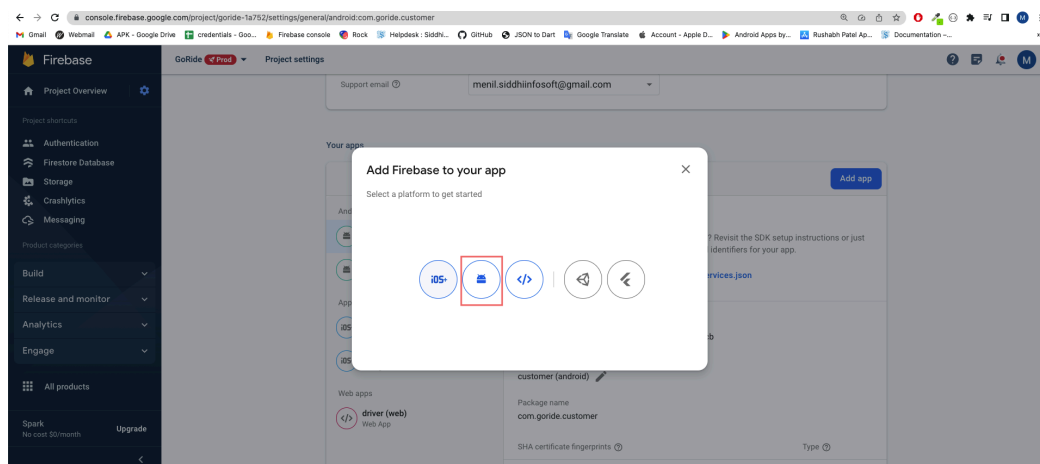 console.firebase.google.com/project/goride-1a752/settings/general/android:com.goride.customer
Gmail Webmail APK - Google Drive credentials - Goo... Firebase console Rock Helpdesk : Siddhi... GitHub JSON to Dart Google Translate Account - Apple D... Android Apps by... Rushabh Patel Ap... Documentation –...
Firebase
GoRide Prod Project settings
M
Project Overview
Support email
menil.siddhiinfosoft@gmail.com
Project shortcuts
Authentication
Firestore Database
Storage
Crashlytics
Messaging
Product categories
Build
Release and monitor
Analytics
Engage
All products
Spark
No cost $0/month
Upgrade
Your apps
Add Firebase to your app
Select a platform to get started
Add app
And
? Revisit the SDK setup instructions or just
identifiers for your app.
iOS+
</>
ervices.json
App
iOS
iOS
customer (android)
Web apps
Package name
com.goride.customer
</>
driver (web)
Web App
SHA certificate fingerprints
Type